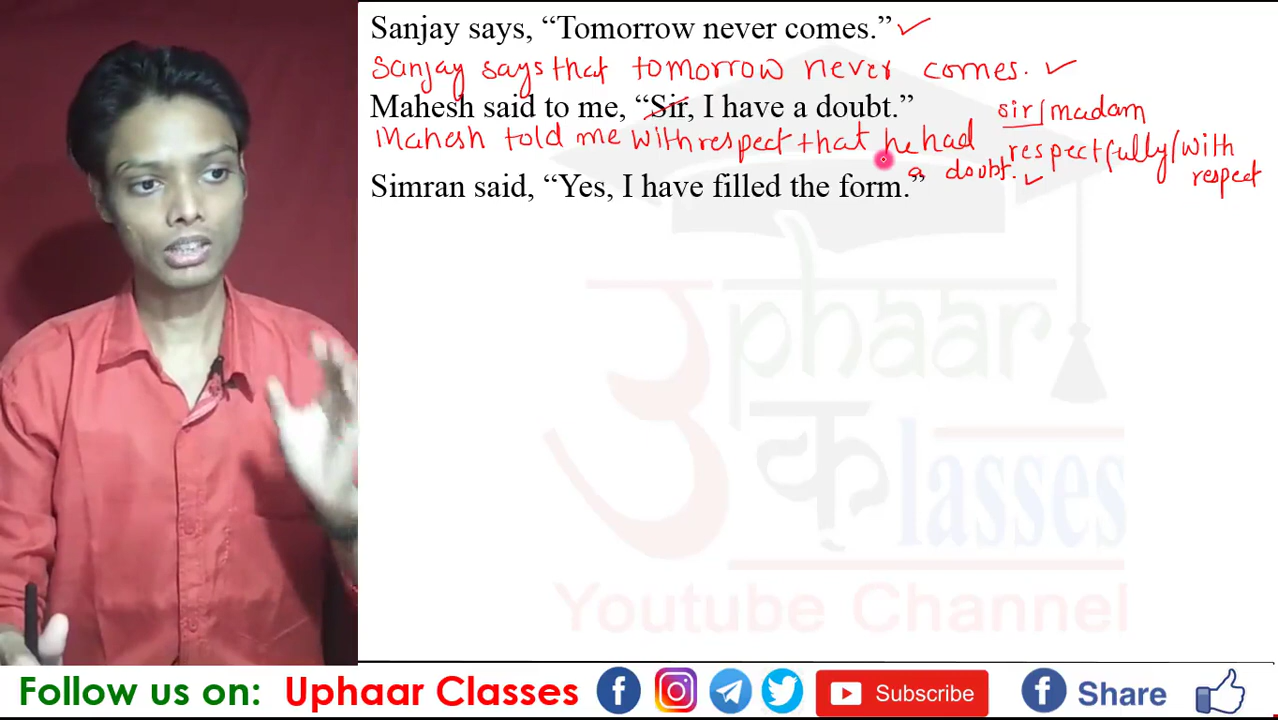 Sanjay says, “Tomorrow never comes.”
Sanjay says that tomorrow never comes.
Mahesh said to me, “Sir, I have a doubt.”
sir/madam
Mahesh told me with respect that he had
a doubt.
respectfully/with
respect
Simran said, “Yes, I have filled the form.”
उphaar
कlasses
Youtube Channel
Follow us on: Uphaar Classes
Subscribe
Share